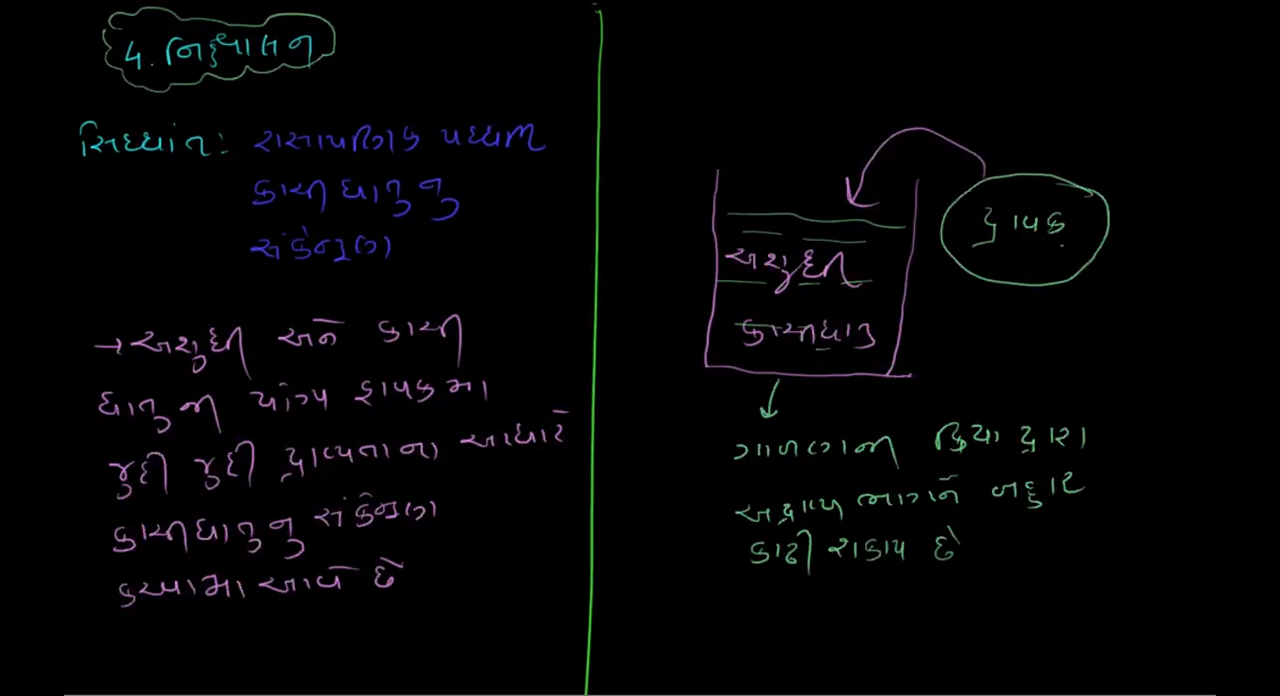 4. નિક્ષાલન
સિધ્ધાંત: રાસાયણિક પધ્ધતિ
કાચી ધાતુનુ
સંકેન્દ્રણ
→ અશુદ્ધી અને કાચી
ધાતુની યોગ્ય દ્રાવકમા
જુદી જુદી દ્રાવ્યતાના આધારે
કાચી ધાતુનુ સંકેન્દ્રણ
કરવામા આવે છે
દ્રાવક
અશુદ્ધિ
કાચીધાતુ
ગાળણની ક્રિયા દ્વારા
અદ્રાવ્ય ભાગને બહાર
કાઢી શકાય છે